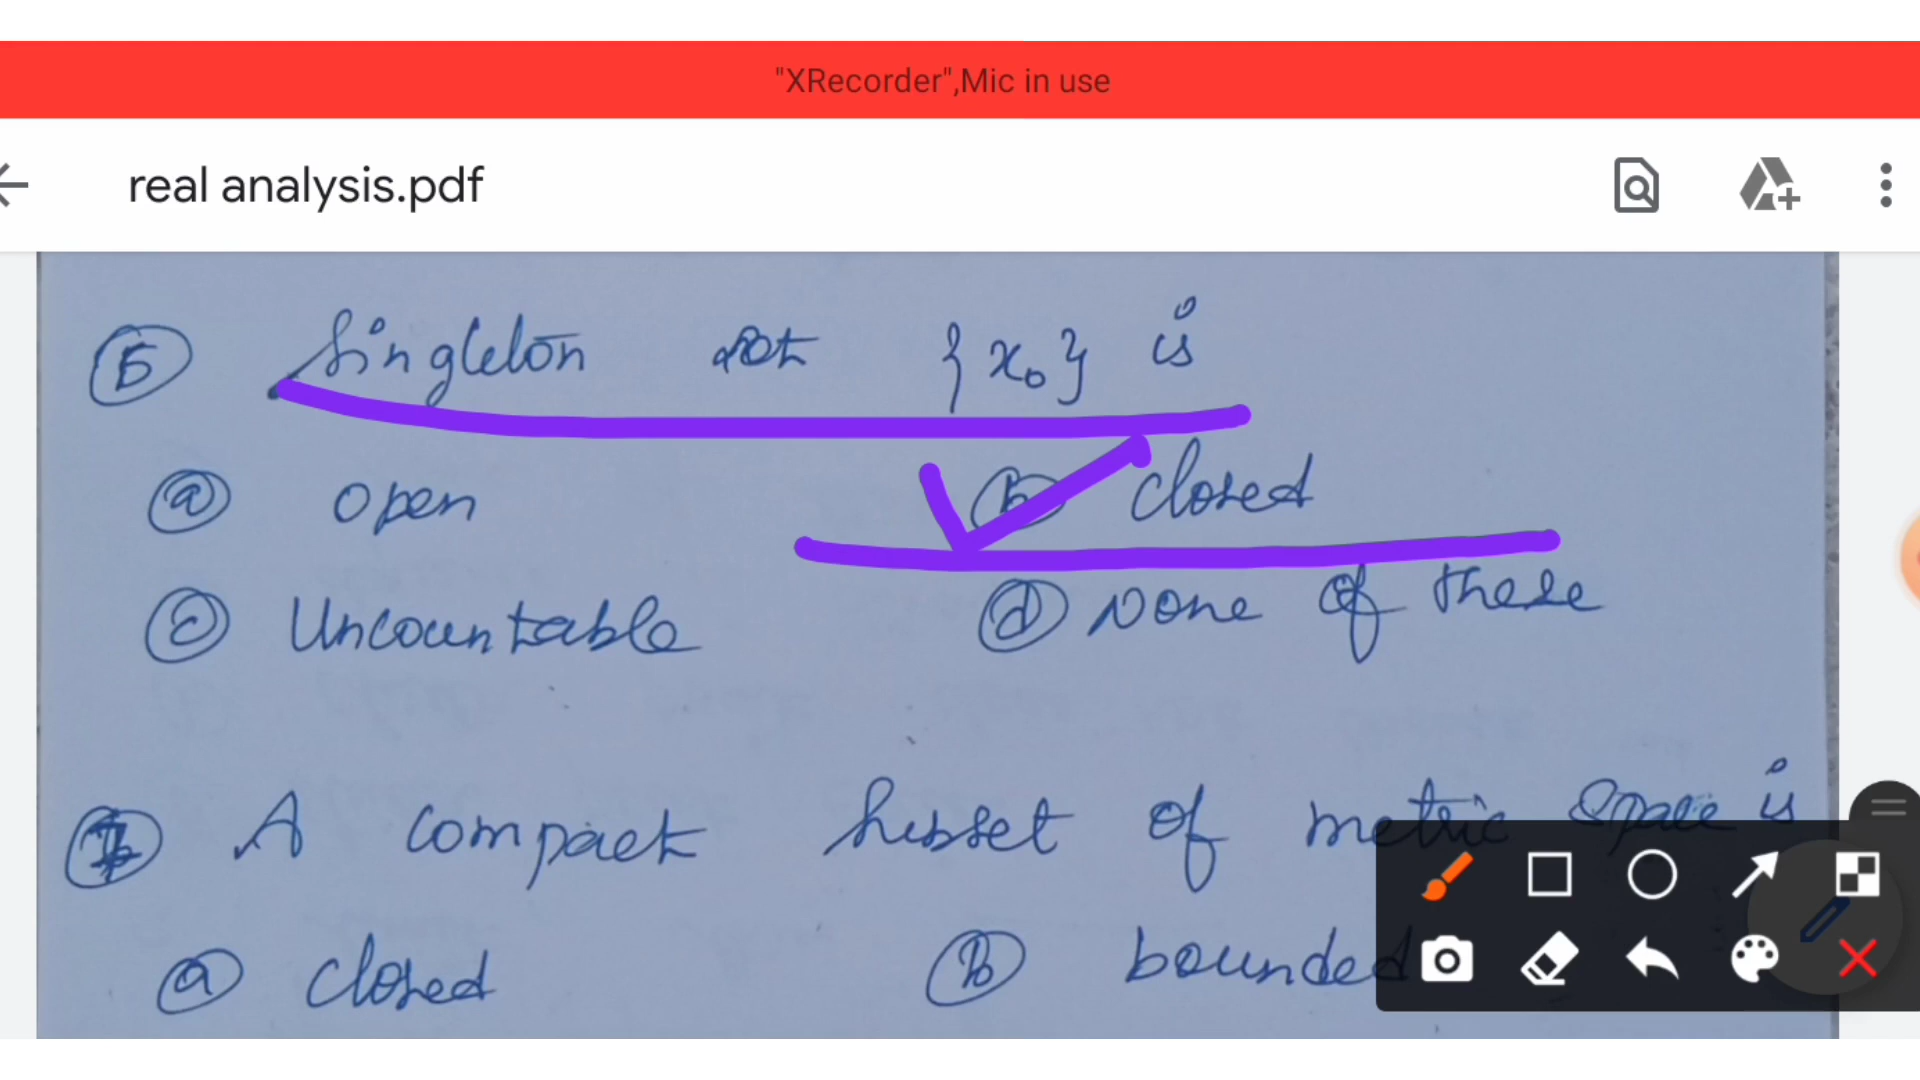 "XRecorder",Mic in use
real analysis.pdf
Singleton set {x₀} is
ⓐ open ⓑ closed
ⓒ Uncountable ⓓ None of these
A compact subset of metric space is
ⓐ closed ⓑ bounded